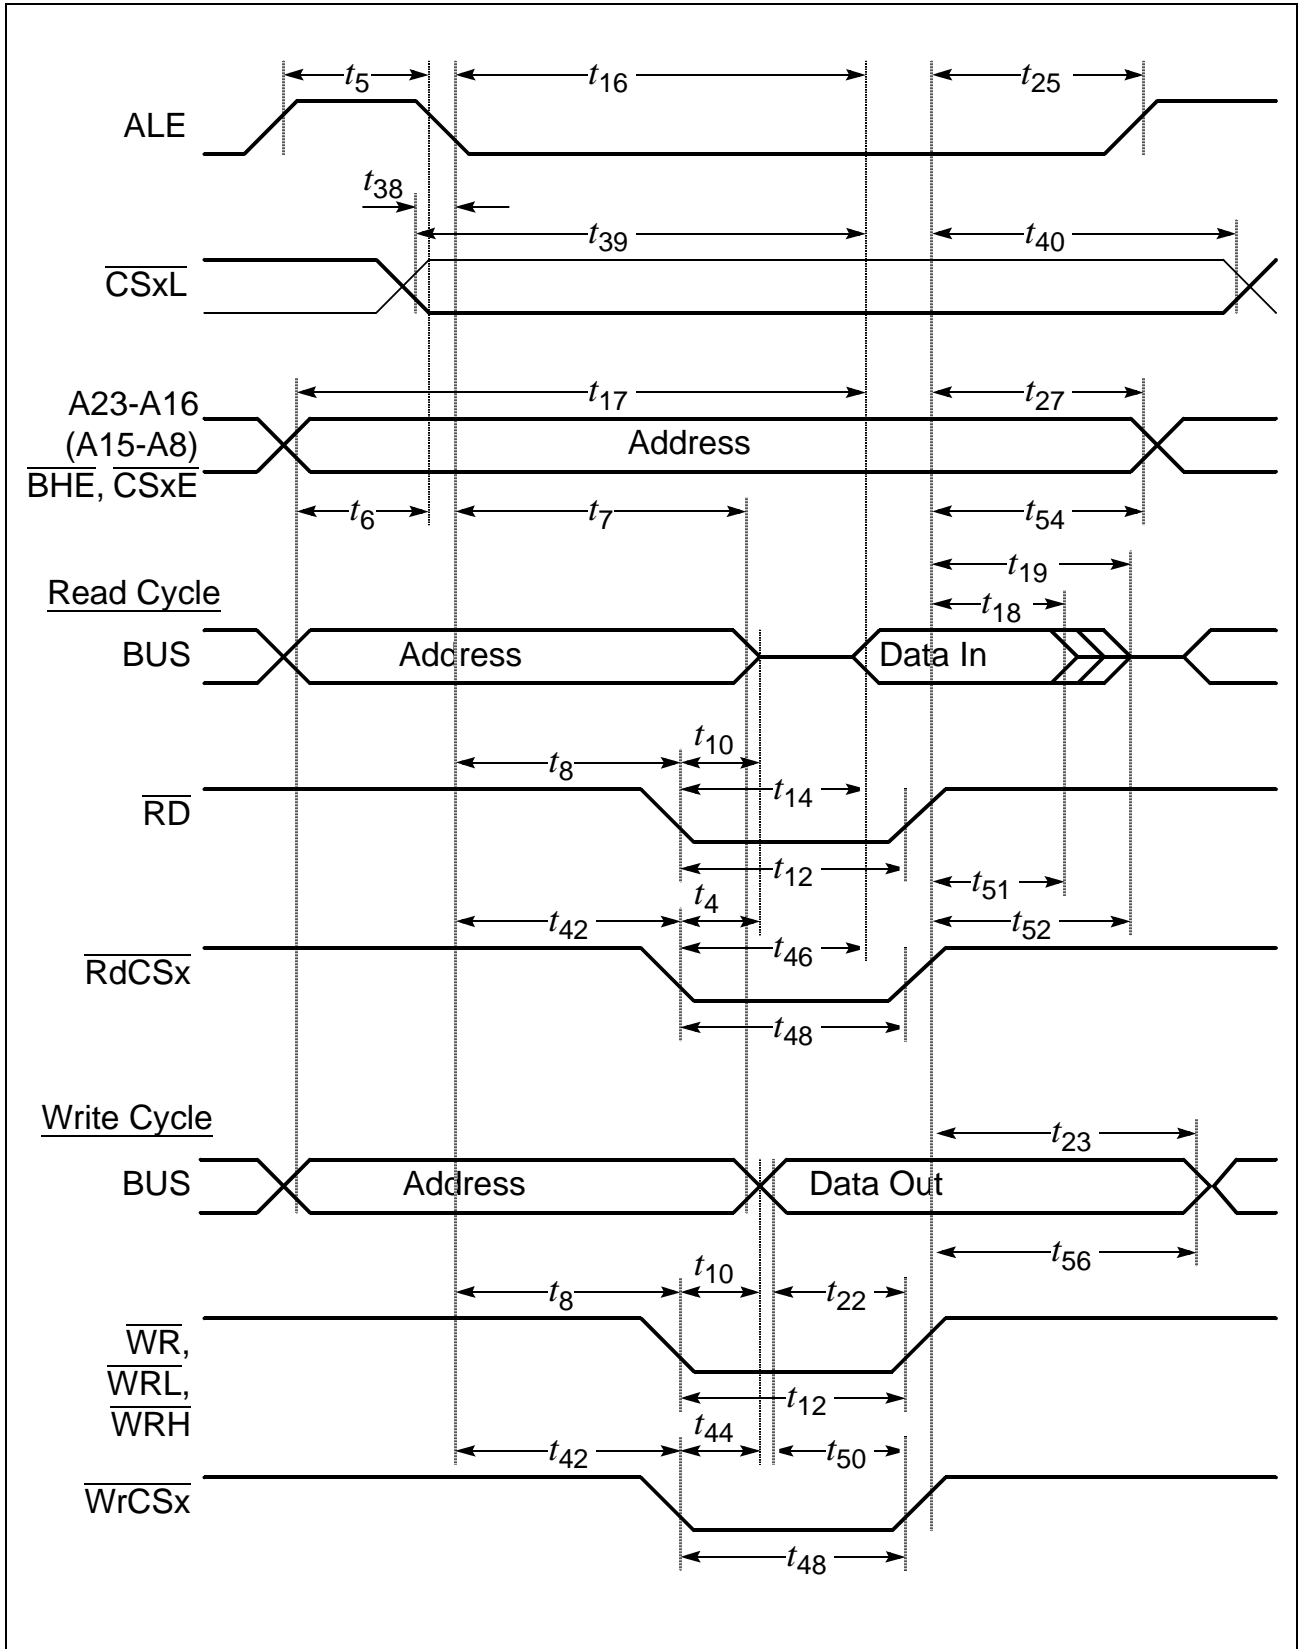 t5 t16 t25
ALE
t38
t39 t40
CSxL
t17 t27
A23-A16
(A15-A8)
BHE, CSxE
Address
t6 t7 t54
t19
Read Cycle
t18
BUS Address Data In
t10
t8
t14
RD
t12
t51
t4
t42 t52
t46
RdCSx
t48
Write Cycle
t23
BUS Address Data Out
t56
t10
t8 t22
WR,
WRL,
WRH
t12
t44
t42 t50
WrCSx
t48